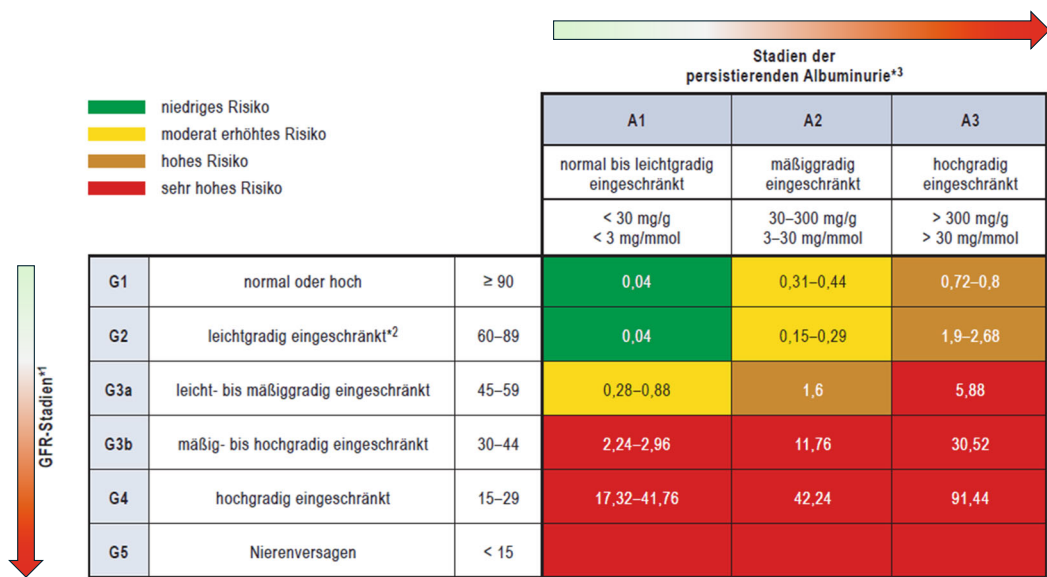 Stadien der
persistierenden Albuminurie*3
niedriges Risiko
moderat erhöhtes Risiko
hohes Risiko
sehr hohes Risiko
A1 A2 A3
normal bis leichtgradig eingeschränkt mäßiggradig eingeschränkt hochgradig eingeschränkt
< 30 mg/g 30–300 mg/g > 300 mg/g
< 3 mg/mmol 3–30 mg/mmol > 30 mg/mmol
GFR-Stadien*1
G1 normal oder hoch ≥ 90 0,04 0,31–0,44 0,72–0,8
G2 leichtgradig eingeschränkt*2 60–89 0,04 0,15–0,29 1,9–2,68
G3a leicht- bis mäßiggradig eingeschränkt 45–59 0,28–0,88 1,6 5,88
G3b mäßig- bis hochgradig eingeschränkt 30–44 2,24–2,96 11,76 30,52
G4 hochgradig eingeschränkt 15–29 17,32–41,76 42,24 91,44
G5 Nierenversagen < 15